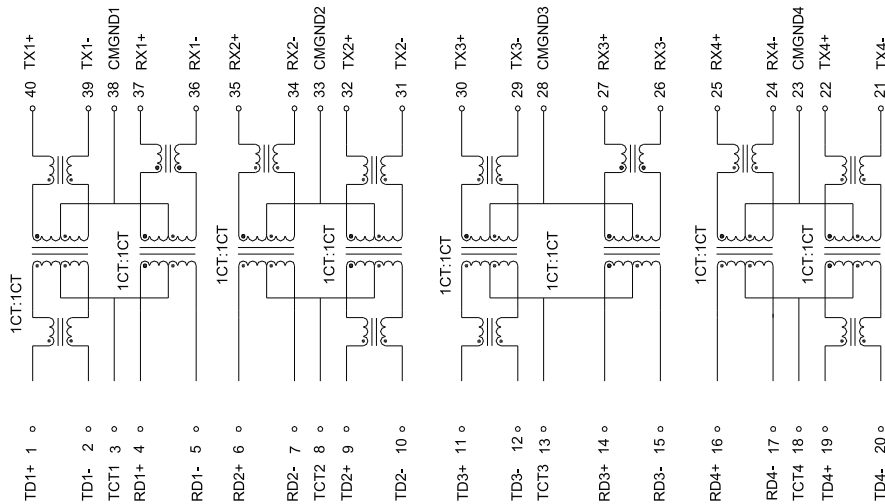 40 TX1+
39 TX1-
38 CMGND1
37 RX1+
36 RX1-
35 RX2+
34 RX2-
33 CMGND2
32 TX2+
31 TX2-
30 TX3+
29 TX3-
28 CMGND3
27 RX3+
26 RX3-
25 RX4+
24 RX4-
23 CMGND4
22 TX4+
21 TX4-
1CT:1CT
1CT:1CT
1CT:1CT
1CT:1CT
1CT:1CT
1CT:1CT
1CT:1CT
1CT:1CT
TD1+ 1
TD1- 2
TCT1 3
RD1+ 4
RD1- 5
RD2+ 6
RD2- 7
TCT2 8
TD2+ 9
TD2- 10
TD3+ 11
TD3- 12
TCT3 13
RD3+ 14
RD3- 15
RD4+ 16
RD4- 17
TCT4 18
TD4+ 19
TD4- 20